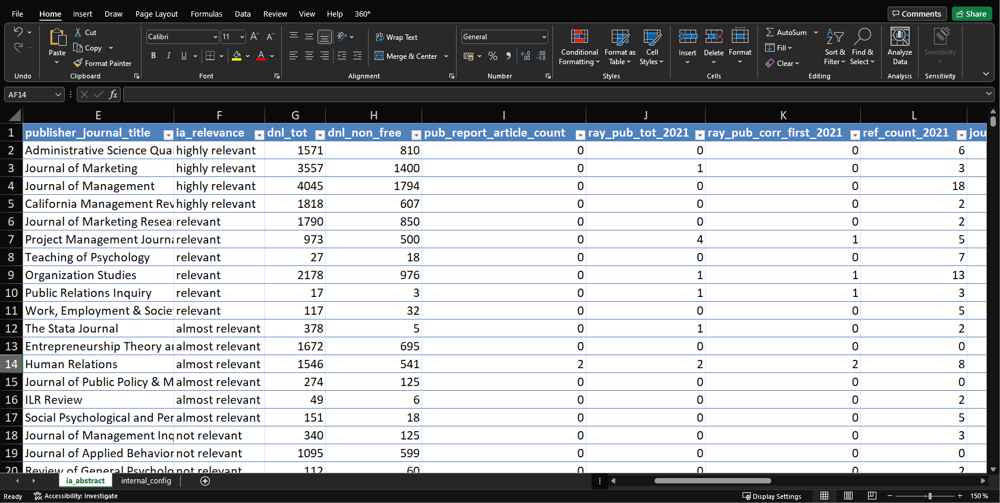 File Home Insert Draw Page Layout Formulas Data Review View Help 360° Comments Share
Cut
Copy
Format Painter
Paste
Undo Clipboard
Calibri 11
B I U A
Font
ab Wrap Text
Merge & Center
Alignment
General
%
Number
Conditional Formatting Format as Table Cell Styles
Styles
Insert Delete Format
Cells
AutoSum
Fill
Clear
Sort & Filter Find & Select
Editing
Analyze Data
Analysis
Sensitivity
Sensitivity
AF14 fx
E F G H I J K L
1 publisher_journal_title ia_relevance dnl_tot dnl_non_free pub_report_article_count ray_pub_tot_2021 ray_pub_corr_first_2021 ref_count_2021 jou
2 Administrative Science Qua highly relevant 1571 810 0 0 0 6
3 Journal of Marketing highly relevant 3557 1400 0 1 0 3
4 Journal of Management highly relevant 4045 1794 0 0 0 18
5 California Management Rev highly relevant 1818 607 0 0 0 2
6 Journal of Marketing Resea relevant 1790 850 0 0 0 2
7 Project Management Journa relevant 973 500 0 4 1 5
8 Teaching of Psychology relevant 27 18 0 0 0 7
9 Organization Studies relevant 2178 976 0 1 1 13
10 Public Relations Inquiry relevant 17 3 0 1 1 3
11 Work, Employment & Societ relevant 117 32 0 0 0 5
12 The Stata Journal almost relevant 378 5 0 1 0 2
13 Entrepreneurship Theory an almost relevant 1672 695 0 0 0 0
14 Human Relations almost relevant 1546 541 2 2 2 8
15 Journal of Public Policy & M almost relevant 274 125 0 0 0 0
16 ILR Review almost relevant 49 6 0 0 0 2
17 Social Psychological and Per almost relevant 151 18 0 0 0 5
18 Journal of Management Inq not relevant 340 125 0 0 0 3
19 Journal of Applied Behavior not relevant 1095 599 0 0 0 0
20 Review of General Psycholo not relevant 112 60 0 0 0 2
ia_abstract internal_config
Ready Accessibility: Investigate Display Settings 150 %